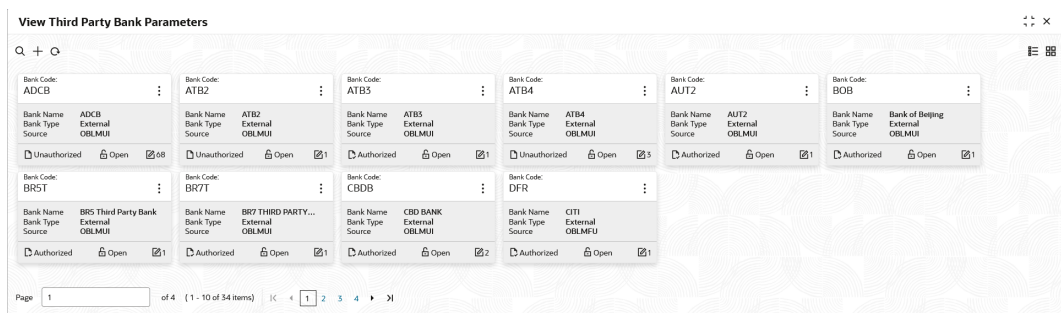 View Third Party Bank Parameters
Bank Code: Bank Code: Bank Code: Bank Code: Bank Code: Bank Code:
ADCB ATB2 ATB3 ATB4 AUT2 BOB
Bank Name ADCB Bank Name ATB2 Bank Name ATB3 Bank Name ATB4 Bank Name AUT2 Bank Name Bank of Beijing
Bank Type External Bank Type External Bank Type External Bank Type External Bank Type External Bank Type External
Source OBLMUI Source OBLMUI Source OBLMUI Source OBLMUI Source OBLMUI Source OBLMUI
Unauthorized Open 68 Unauthorized Open 1 Authorized Open 1 Unauthorized Open 3 Authorized Open 1 Authorized Open 1
Bank Code: Bank Code: Bank Code: Bank Code:
BR5T BR7T CBDB DFR
Bank Name BR5 Third Party Bank Bank Name BR7 THIRD PARTY... Bank Name CBD BANK Bank Name CITI
Bank Type External Bank Type External Bank Type External Bank Type External
Source OBLMUI Source OBLMUI Source OBLMUI Source OBLMFU
Authorized Open 1 Authorized Open 1 Authorized Open 2 Authorized Open 1
Page 1 of 4 ( 1 - 10 of 34 items) 1 2 3 4